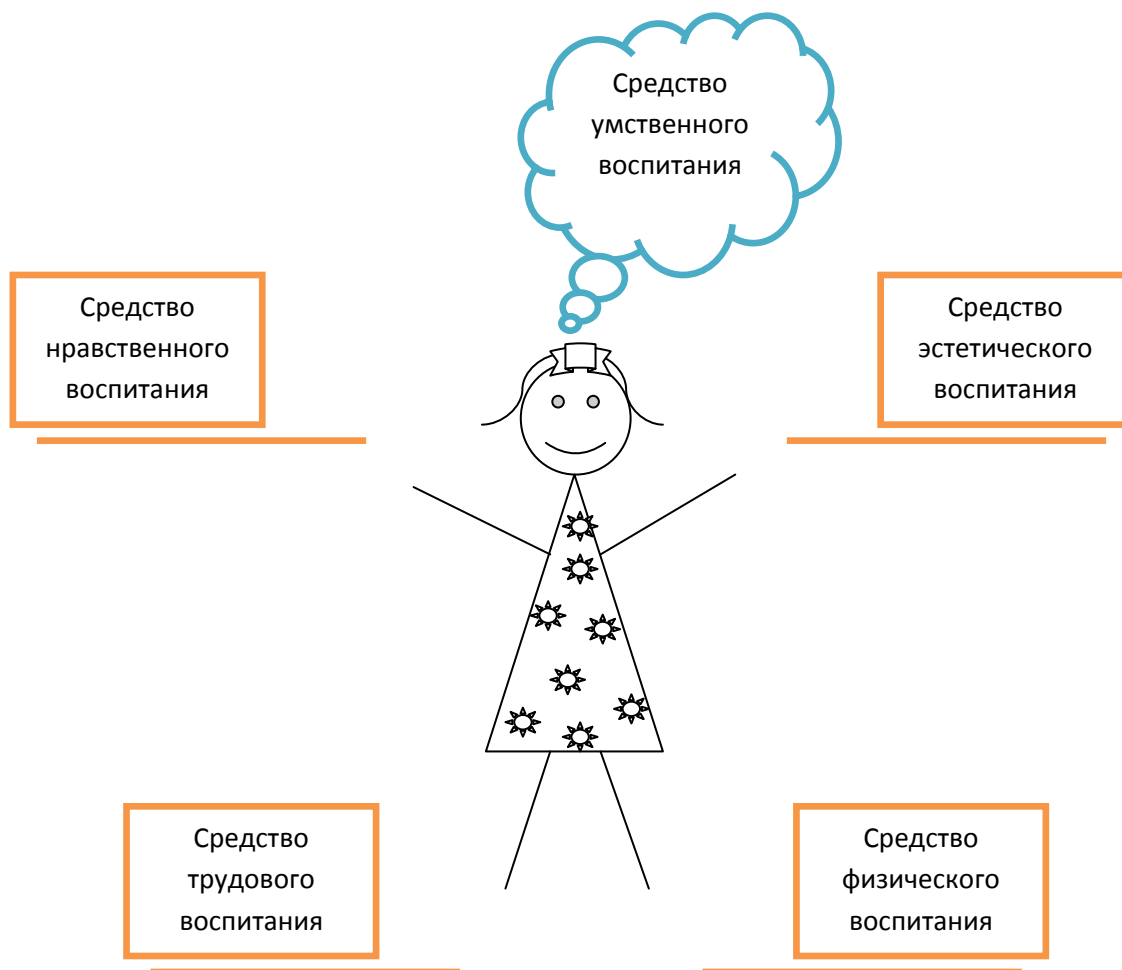 Средство
умственного
воспитания
Средство
нравственного
воспитания
Средство
эстетического
воспитания
Средство
трудового
воспитания
Средство
физического
воспитания